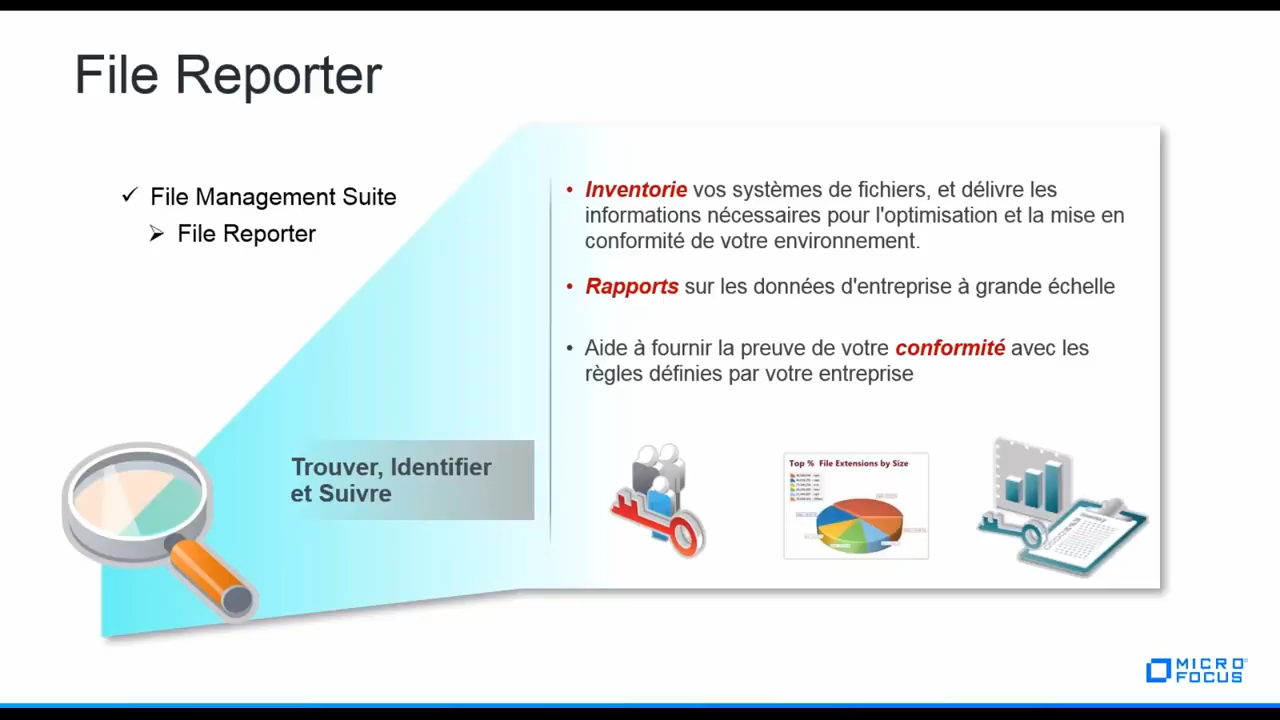 File Reporter
✓ File Management Suite
➢ File Reporter
• Inventorie vos systèmes de fichiers, et délivre les
informations nécessaires pour l'optimisation et la mise en
conformité de votre environnement.
• Rapports sur les données d'entreprise à grande échelle
• Aide à fournir la preuve de votre conformité avec les
règles définies par votre entreprise
Trouver, Identifier
et Suivre
Top % File Extensions by Size
MICRO
FOCUS